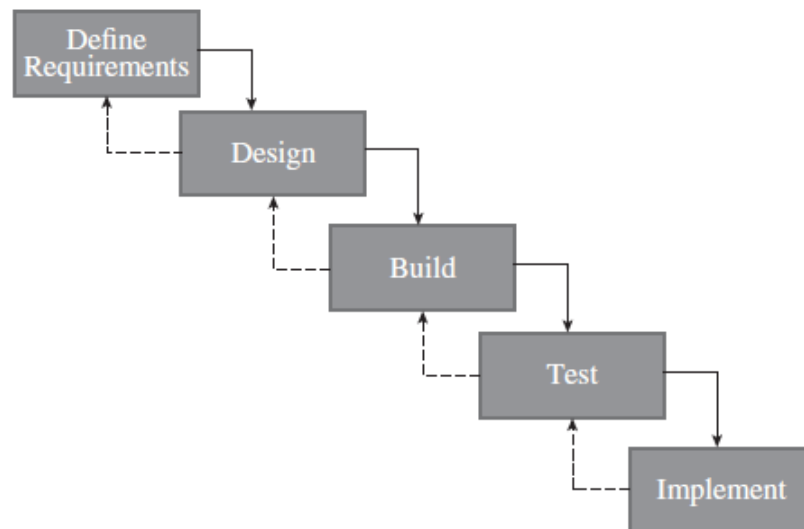 Define
Requirements
Design
Build
Test
Implement